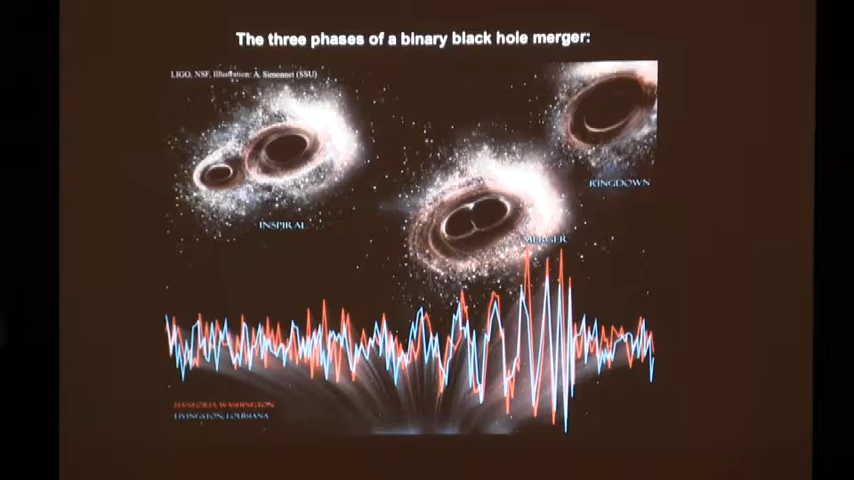 The three phases of a binary black hole merger:
LIGO, NSF, Illustration: A. Simonnet (SSU)
RINGDOWN
INSPIRAL
MERGER
HANFORD, WASHINGTON
LIVINGSTON, LOUISIANA